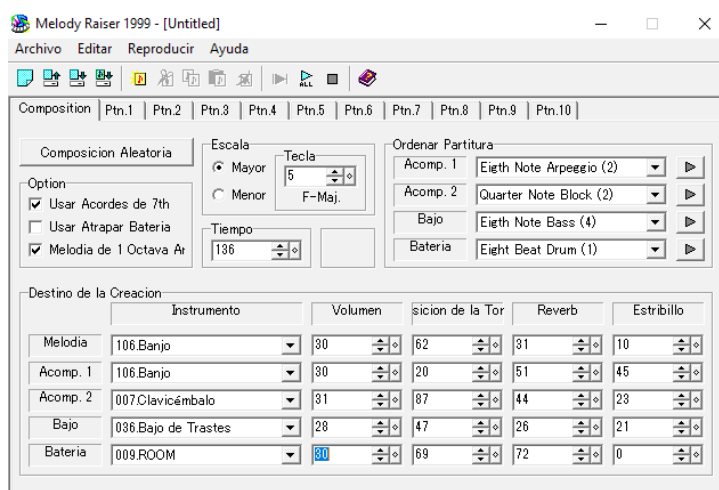 Melody Raiser 1999 - [Untitled]
Archivo Editar Reproducir Ayuda
ALL
Composition Ptn.1 Ptn.2 Ptn.3 Ptn.4 Ptn.5 Ptn.6 Ptn.7 Ptn.8 Ptn.9 Ptn.10
Composicion Aleatoria
Option
Usar Acordes de 7th
Usar Atrapar Bateria
Melodia de 1 Octava Ar
Escala
Mayor
Menor
Tecla
5
F-Maj.
Tiempo
136
Ordenar Partitura
Acomp. 1 Eigth Note Arpeggio (2)
Acomp. 2 Quarter Note Block (2)
Bajo Eigth Note Bass (4)
Bateria Eight Beat Drum (1)
Destino de la Creacion
Instrumento Volumen sicion de la Tor Reverb Estribillo
Melodia 106.Banjo 30 62 31 10
Acomp. 1 106.Banjo 30 20 51 45
Acomp. 2 007.Clavicémbalo 31 87 44 23
Bajo 036.Bajo de Trastes 28 47 26 21
Bateria 009.ROOM 30 69 72 0